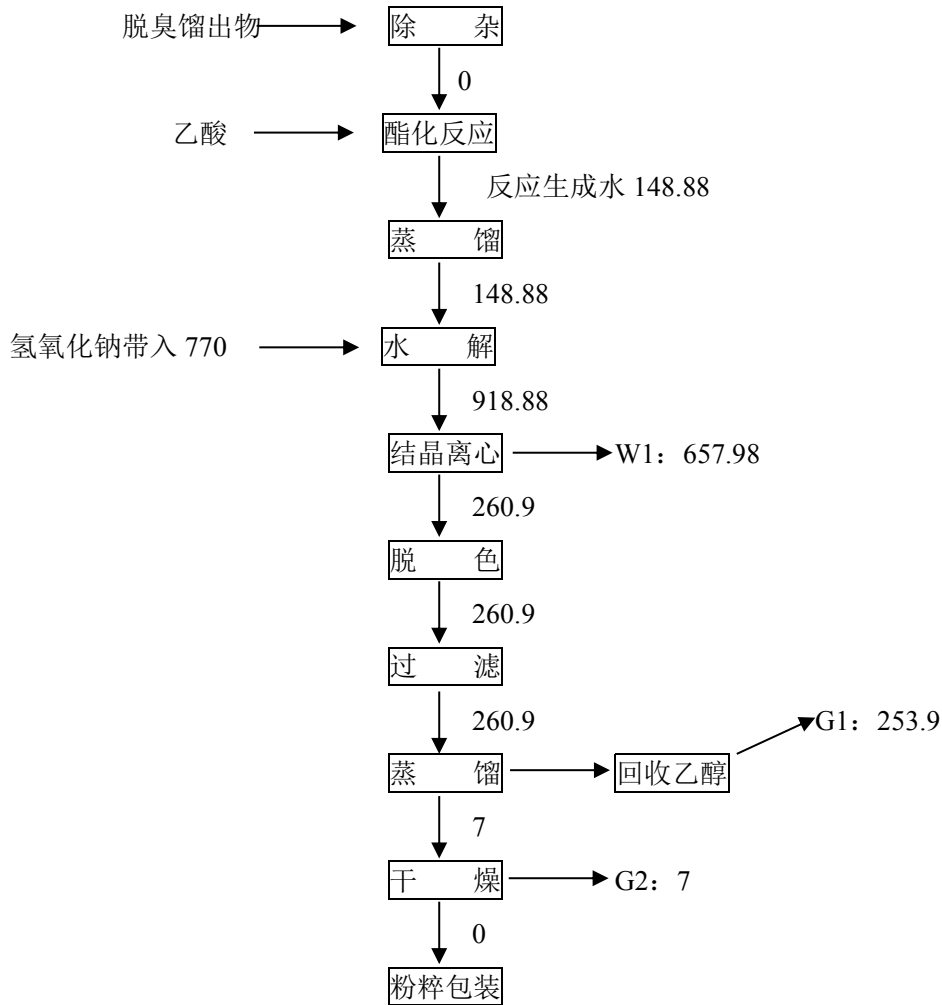 脱臭馏出物
除 杂
0
乙酸
酯化反应
反应生成水 148.88
蒸 馏
148.88
氢氧化钠带入 770
水 解
918.88
结晶离心
W1：657.98
260.9
脱 色
260.9
过 滤
260.9
G1：253.9
蒸 馏
回收乙醇
7
干 燥
G2：7
0
粉粹包装